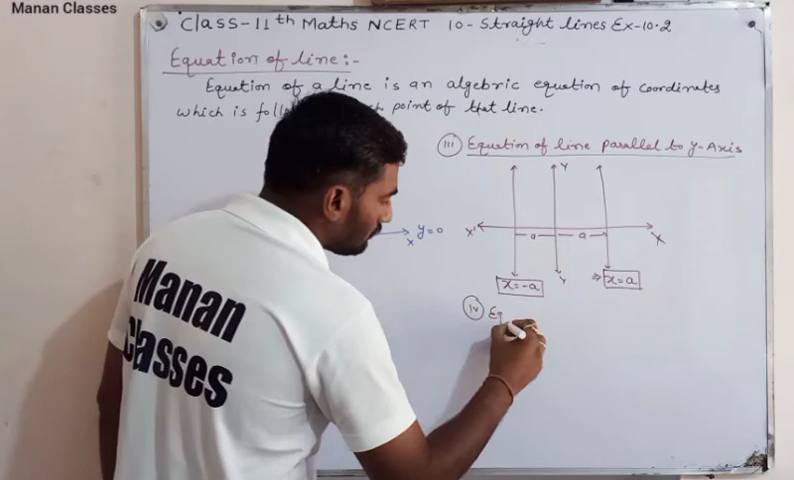 Manan Classes
Class-11th Maths NCERT 10-Straight lines Ex-10.2
Equation of line:-
Equation of a line is an algebric equation of coordinates
which is point of that line.
(iii) Equation of line parallel to y-Axis
Y
X' a a X
y=0
X
Y
x=-a ⇒ x=a
(iv) Eq
Manan
Classes